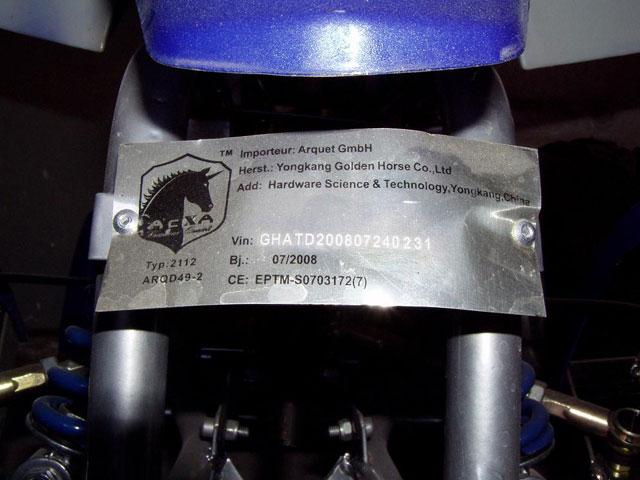 TM
Importeur: Arquet GmbH
Herst.: Yongkang Golden Horse Co.,Ltd
Add: Hardware Science & Technology,Yongkang,China
Vin: GHATD200807240231
Typ: 2112
Bj.: 07/2008
ARQD49-2
CE: EPTM-S0703172(7)